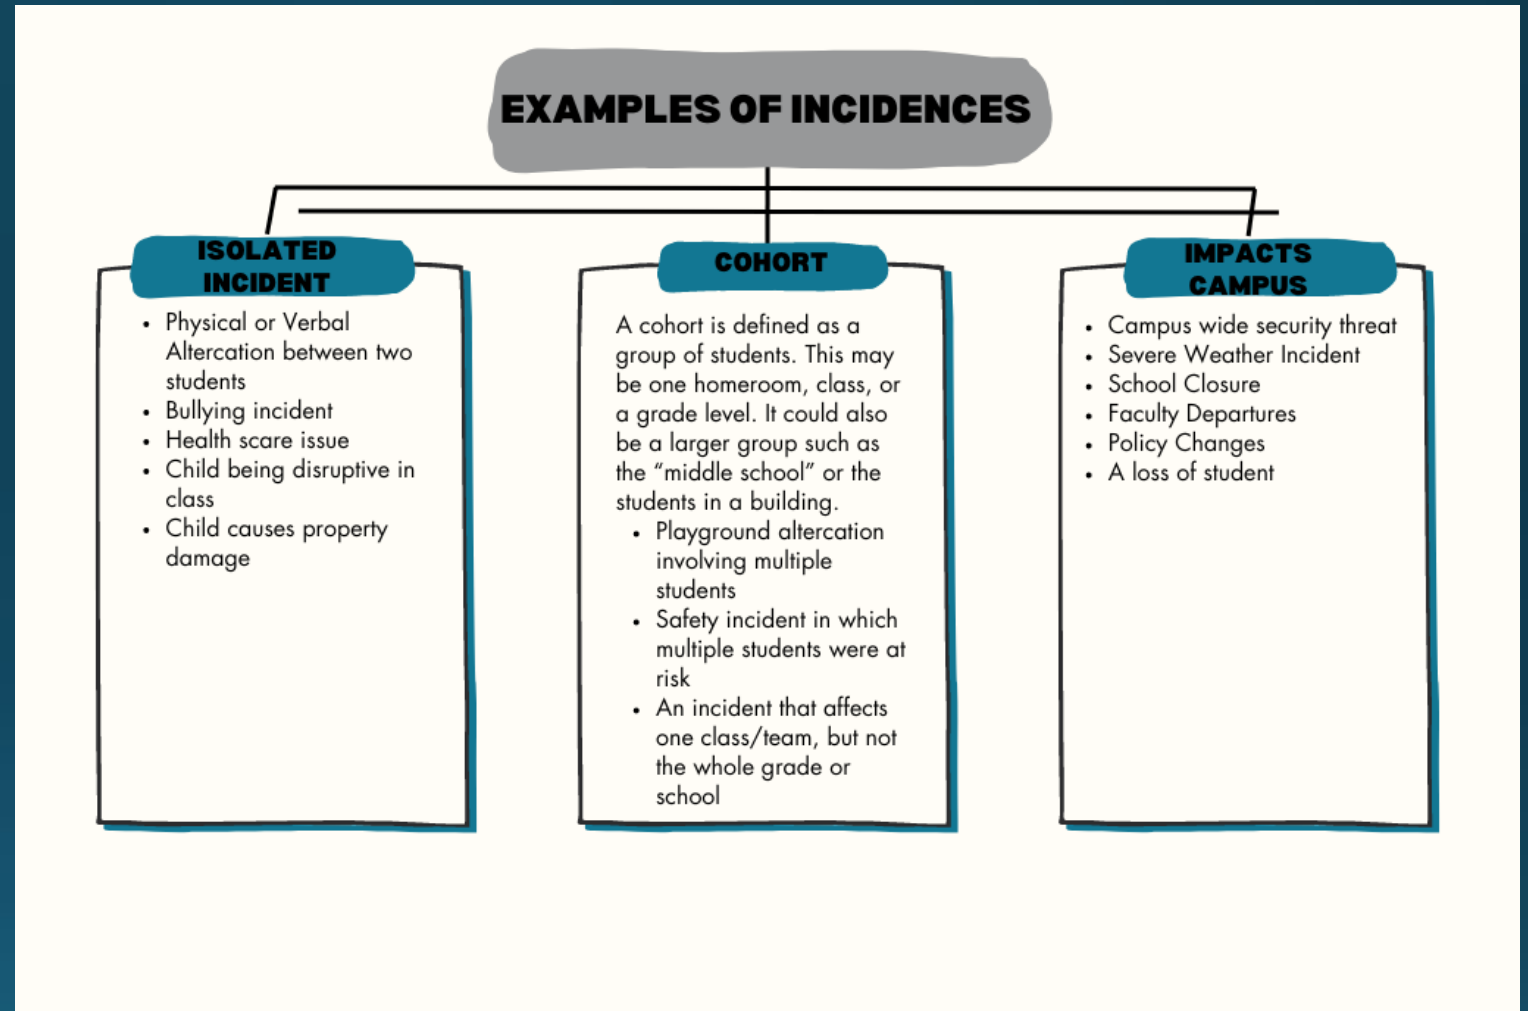 EXAMPLES OF INCIDENCES
ISOLATED
INCIDENT
• Physical or Verbal
Altercation between two
students
• Bullying incident
• Health scare issue
• Child being disruptive in
class
• Child causes property
damage
COHORT
A cohort is defined as a
group of students. This may
be one homeroom, class, or
a grade level. It could also
be a larger group such as
the “middle school” or the
students in a building.
• Playground altercation
involving multiple
students
• Safety incident in which
multiple students were at
risk
• An incident that affects
one class/team, but not
the whole grade or
school
IMPACTS
CAMPUS
• Campus wide security threat
• Severe Weather Incident
• School Closure
• Faculty Departures
• Policy Changes
• A loss of student